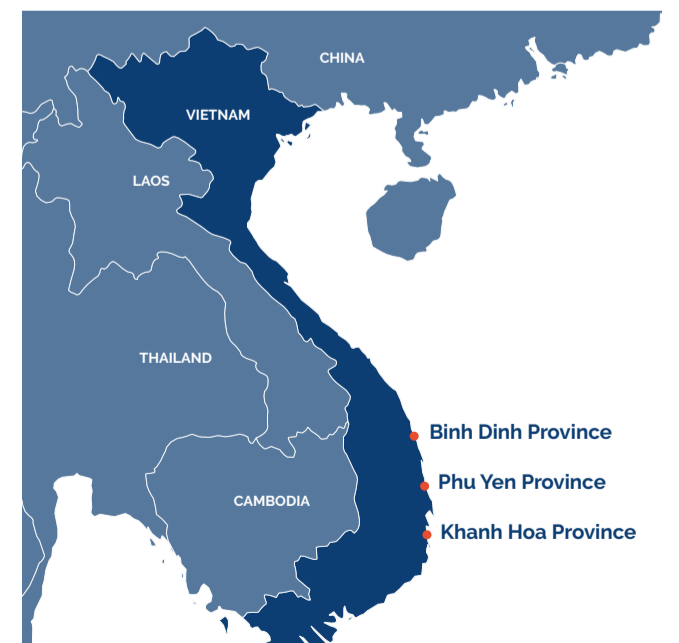 CHINA
VIETNAM
LAOS
THAILAND
Binh Dinh Province
Phu Yen Province
CAMBODIA
Khanh Hoa Province